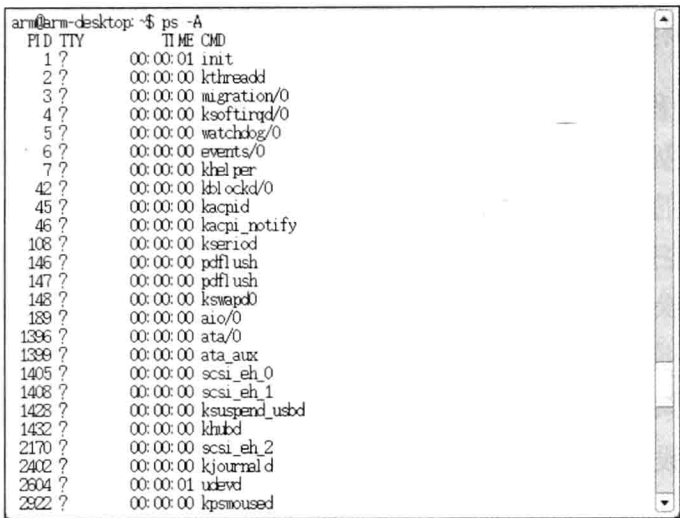 arm@arm-desktop:~$ ps -A
PID TTY TIME CMD
1 ? 00:00:01 init
2 ? 00:00:00 kthreadd
3 ? 00:00:00 migration/0
4 ? 00:00:00 ksoftirqd/0
5 ? 00:00:00 watchdog/0
6 ? 00:00:00 events/0
7 ? 00:00:00 khelper
42 ? 00:00:00 kblockd/0
45 ? 00:00:00 kacpid
46 ? 00:00:00 kacpi_notify
108 ? 00:00:00 kseriod
146 ? 00:00:00 pdflush
147 ? 00:00:00 pdflush
148 ? 00:00:00 kswapd0
189 ? 00:00:00 aio/0
1396 ? 00:00:00 ata/0
1399 ? 00:00:00 ata_aux
1405 ? 00:00:00 scsi_eh_0
1408 ? 00:00:00 scsi_eh_1
1428 ? 00:00:00 ksuspend_usbd
1432 ? 00:00:00 khubd
2170 ? 00:00:00 scsi_eh_2
2402 ? 00:00:00 kjournald
2604 ? 00:00:01 udevd
2922 ? 00:00:00 kpsmoused